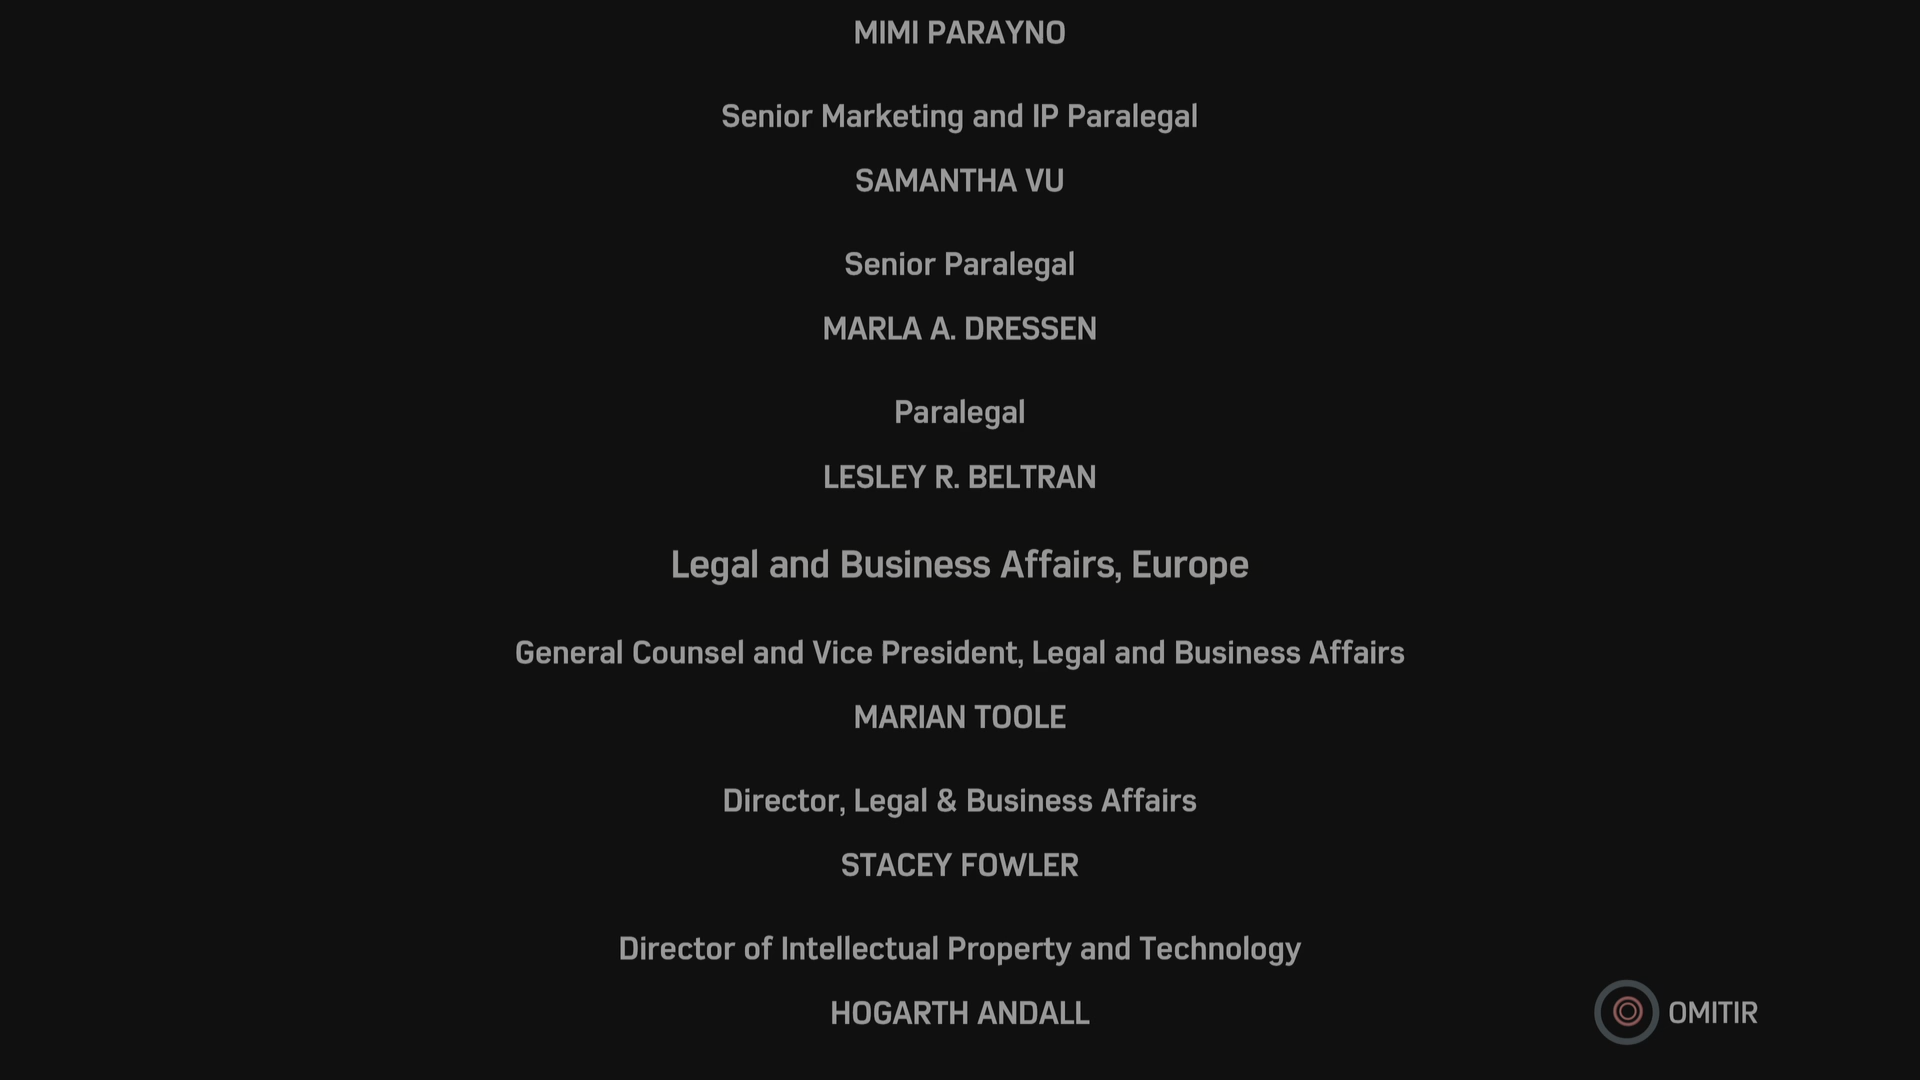 MIMI PARAYNO
Senior Marketing and IP Paralegal
SAMANTHA VU
Senior Paralegal
MARLA A. DRESSEN
Paralegal
LESLEY R. BELTRAN
Legal and Business Affairs, Europe
General Counsel and Vice President, Legal and Business Affairs
MARIAN TOOLE
Director, Legal & Business Affairs
STACEY FOWLER
Director of Intellectual Property and Technology
HOGARTH ANDALL
OMITIR